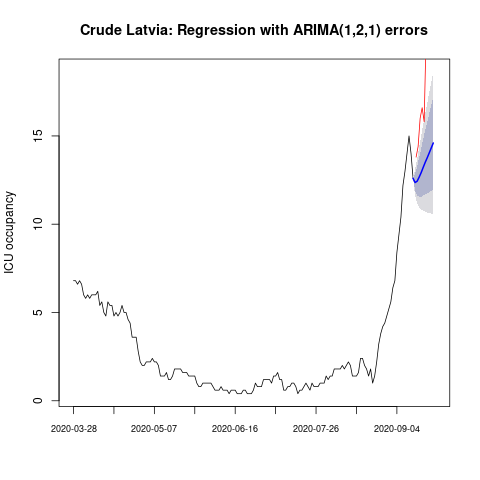 Crude Latvia: Regression with ARIMA(1,2,1) errors
ICU occupancy
15
10
5
0
2020-03-28 2020-05-07 2020-06-16 2020-07-26 2020-09-04